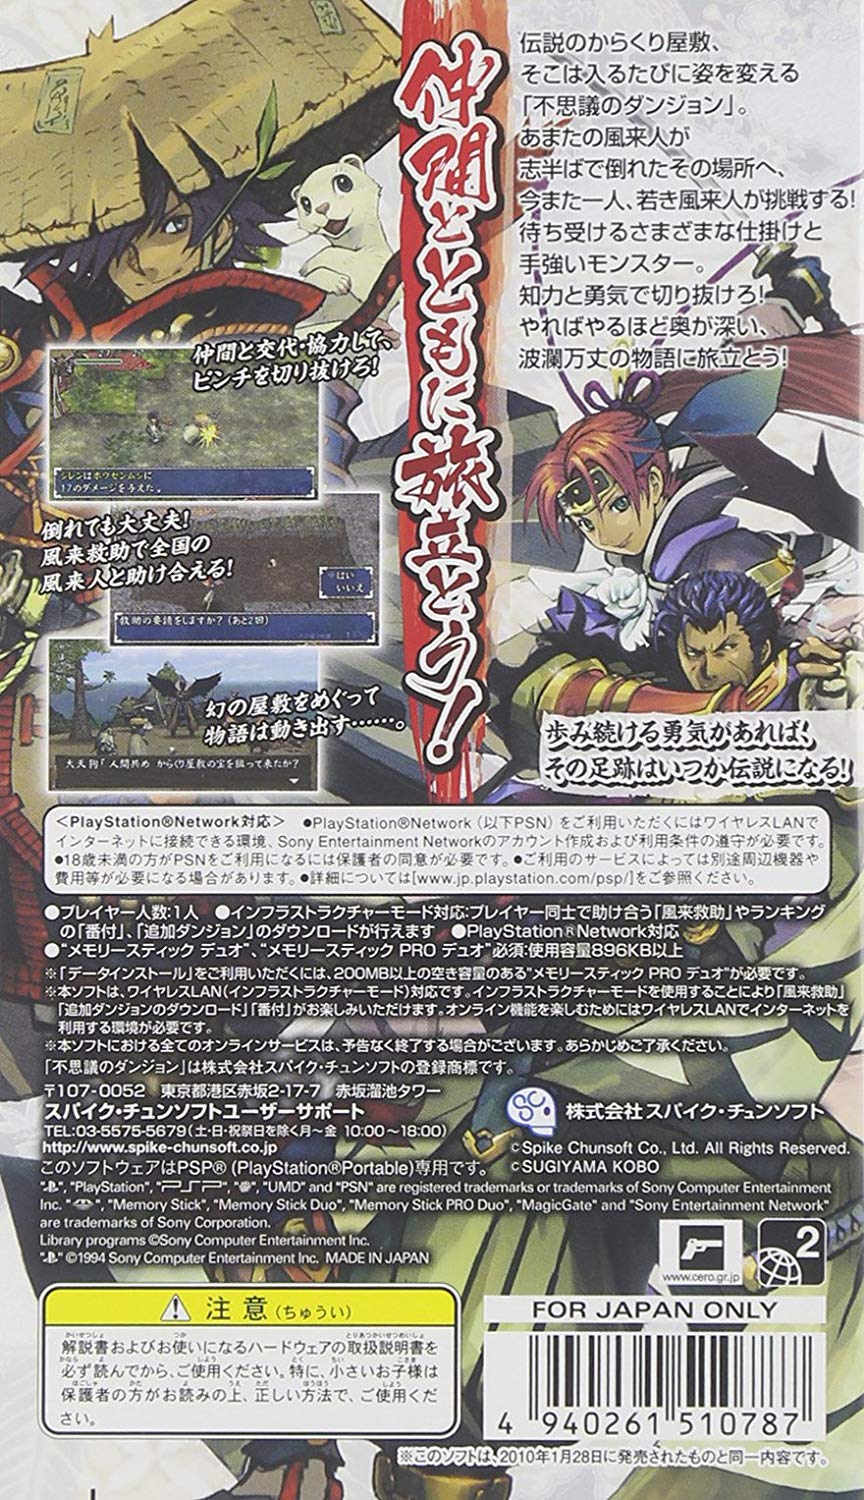 伝説のからくり屋敷、
そこは入るたびに姿を変える
「不思議のダンジョン」。
あまたの風来人が
志半ばで倒れたその場所へ、
今また一人、若き風来人が挑戦する!
待ち受けるさまざまな仕掛けと
手強いモンスター。
知力と勇気で切り抜けろ!
やればやるほど奥が深い、
波瀾万丈の物語に旅立とう!
仲間とともに旅立とう!
仲間と交代・協力して、
ピンチを切り抜けろ!
シレンはホウセンムシに
17のダメージを与えた。
倒れても大丈夫!
風来救助で全国の
風来人と助け合える!
はい
いいえ
救助の要請をしますか?(あと2回)
幻の屋敷をめぐって
物語は動き出す……。
大天狗「人間共め からくり屋敷の宝を狙って来たか?
歩み続ける勇気があれば、
その足跡はいつか伝説になる!
<PlayStation®Network対応> ●PlayStation®Network(以下PSN)をご利用いただくにはワイヤレスLANで
インターネットに接続できる環境、Sony Entertainment Networkのアカウント作成および利用条件の遵守が必要です。
●18歳未満の方がPSNをご利用になるには保護者の同意が必要です。●ご利用のサービスによっては別途周辺機器や
費用等が必要になる場合があります。●詳細については[www.jp.playstation.com/psp/]をご参照ください。
●プレイヤー人数:1人 ●インフラストラクチャーモード対応:プレイヤー同士で助け合う「風来救助」やランキング
の「番付」、「追加ダンジョン」のダウンロードが行えます ●PlayStation®Network対応
●“メモリースティック デュオ”、“メモリースティック PRO デュオ”必須:使用容量896KB以上
※「データインストール」をご利用いただくには、200MB以上の空き容量のある“メモリースティック PRO デュオ”が必要です。
※本ソフトは、ワイヤレスLAN(インフラストラクチャーモード)対応です。インフラストラクチャーモードを使用することにより「風来救助」
「追加ダンジョンのダウンロード」「番付」がお楽しみいただけます。オンライン機能を楽しむためにはワイヤレスLANでインターネットを
利用する環境が必要です。
※本ソフトにおける全てのオンラインサービスは、予告なく終了する場合がございます。あらかじめご了承ください。
「不思議のダンジョン」は株式会社スパイク・チュンソフトの登録商標です。
〒107-0052 東京都港区赤坂2-17-7 赤坂溜池タワー
スパイク・チュンソフトユーザーサポート
TEL:03-5575-5679(土・日・祝祭日を除く月〜金 10:00〜18:00)
http://www.spike-chunsoft.co.jp
株式会社スパイク・チュンソフト
©Spike Chunsoft Co., Ltd. All Rights Reserved.
©SUGIYAMA KOBO
このソフトウェアはPSP®(PlayStation®Portable)専用です。
" ", "PlayStation", "PSP", " ", "UMD" and "PSN" are registered trademarks or trademarks of Sony Computer Entertainment
Inc. " ", "Memory Stick", "Memory Stick Duo", "Memory Stick PRO Duo", "MagicGate" and "Sony Entertainment Network"
are trademarks of Sony Corporation.
Library programs ©Sony Computer Entertainment Inc.
" " ©1994 Sony Computer Entertainment Inc. MADE IN JAPAN
www.cero.gr.jp
2
注意(ちゅうい)
解説書およびお使いになるハードウェアの取扱説明書を
必ず読んでから、ご使用ください。特に、小さいお子様は
保護者の方がお読みの上、正しい方法で、ご使用くだ
さい。
FOR JAPAN ONLY
4 940261 510787
※このソフトは、2010年1月28日に発売されたものと同一内容です。